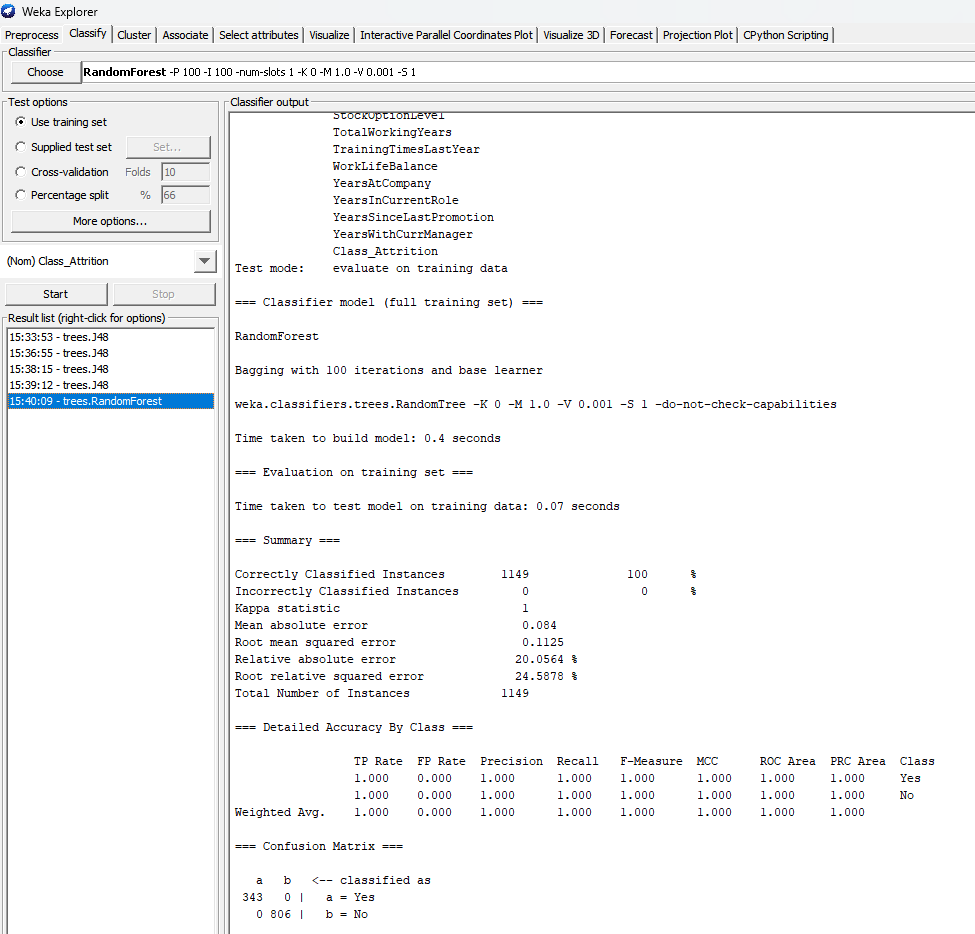 Weka Explorer
Preprocess Classify Cluster Associate Select attributes Visualize Interactive Parallel Coordinates Plot Visualize 3D Forecast Projection Plot CPython Scripting
Classifier
Choose RandomForest -P 100 -I 100 -num-slots 1 -K 0 -M 1.0 -V 0.001 -S 1
Test options
Use training set
Supplied test set Set...
Cross-validation Folds 10
Percentage split % 66
More options...
(Nom) Class_Attrition
Start Stop
Result list (right-click for options)
15:33:53 - trees.J48
15:36:55 - trees.J48
15:38:15 - trees.J48
15:39:12 - trees.J48
15:40:09 - trees.RandomForest
Classifier output
StockOptionLevel
TotalWorkingYears
TrainingTimesLastYear
WorkLifeBalance
YearsAtCompany
YearsInCurrentRole
YearsSinceLastPromotion
YearsWithCurrManager
Class_Attrition
Test mode: evaluate on training data
=== Classifier model (full training set) ===
RandomForest
Bagging with 100 iterations and base learner
weka.classifiers.trees.RandomTree -K 0 -M 1.0 -V 0.001 -S 1 -do-not-check-capabilities
Time taken to build model: 0.4 seconds
=== Evaluation on training set ===
Time taken to test model on training data: 0.07 seconds
=== Summary ===
Correctly Classified Instances 1149 100 %
Incorrectly Classified Instances 0 0 %
Kappa statistic 1
Mean absolute error 0.084
Root mean squared error 0.1125
Relative absolute error 20.0564 %
Root relative squared error 24.5878 %
Total Number of Instances 1149
=== Detailed Accuracy By Class ===
TP Rate FP Rate Precision Recall F-Measure MCC ROC Area PRC Area Class
1.000 0.000 1.000 1.000 1.000 1.000 1.000 1.000 Yes
1.000 0.000 1.000 1.000 1.000 1.000 1.000 1.000 No
Weighted Avg. 1.000 0.000 1.000 1.000 1.000 1.000 1.000 1.000
=== Confusion Matrix ===
a b <-- classified as
343 0 | a = Yes
0 806 | b = No